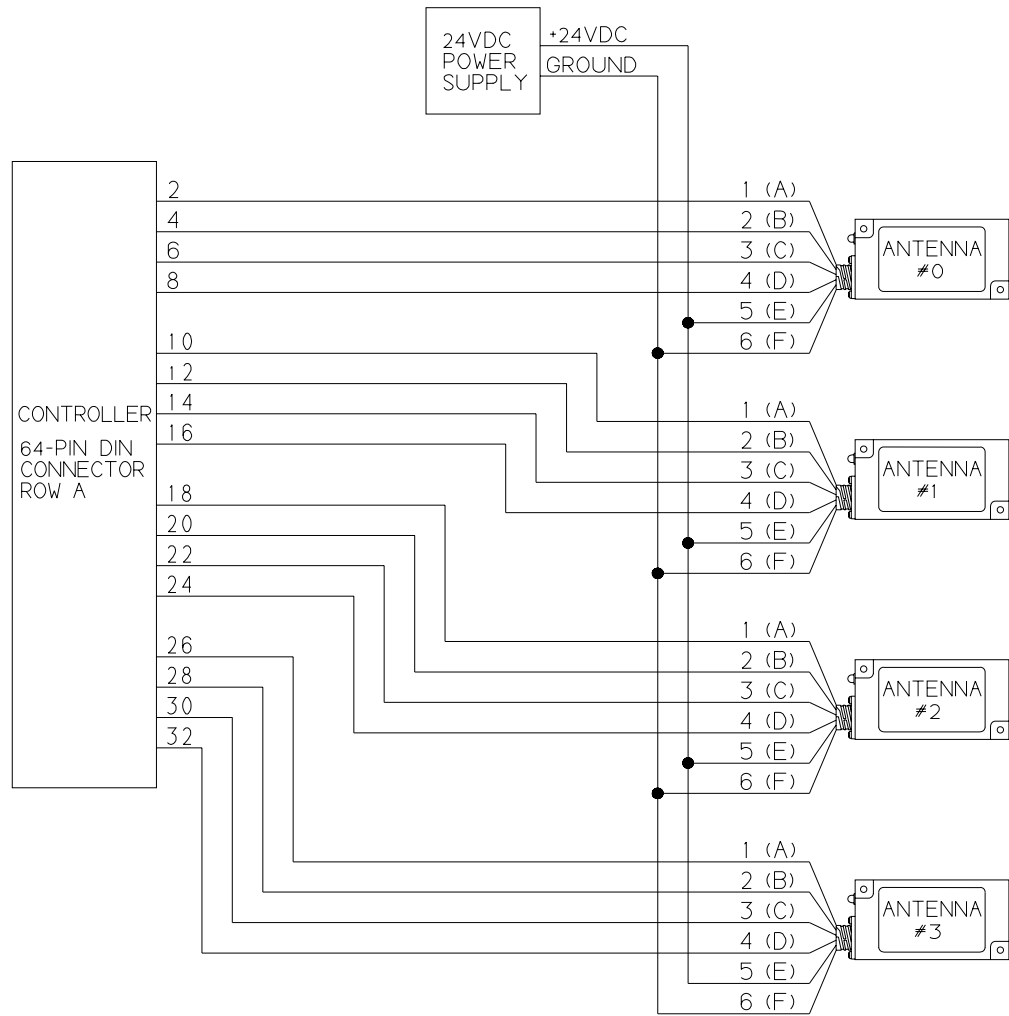 24VDC
POWER
SUPPLY
+24VDC
GROUND
CONTROLLER
64-PIN DIN
CONNECTOR
ROW A
2
4
6
8
10
12
14
16
18
20
22
24
26
28
30
32
1 (A)
2 (B)
3 (C)
4 (D)
5 (E)
6 (F)
ANTENNA
#0
1 (A)
2 (B)
3 (C)
4 (D)
5 (E)
6 (F)
ANTENNA
#1
1 (A)
2 (B)
3 (C)
4 (D)
5 (E)
6 (F)
ANTENNA
#2
1 (A)
2 (B)
3 (C)
4 (D)
5 (E)
6 (F)
ANTENNA
#3